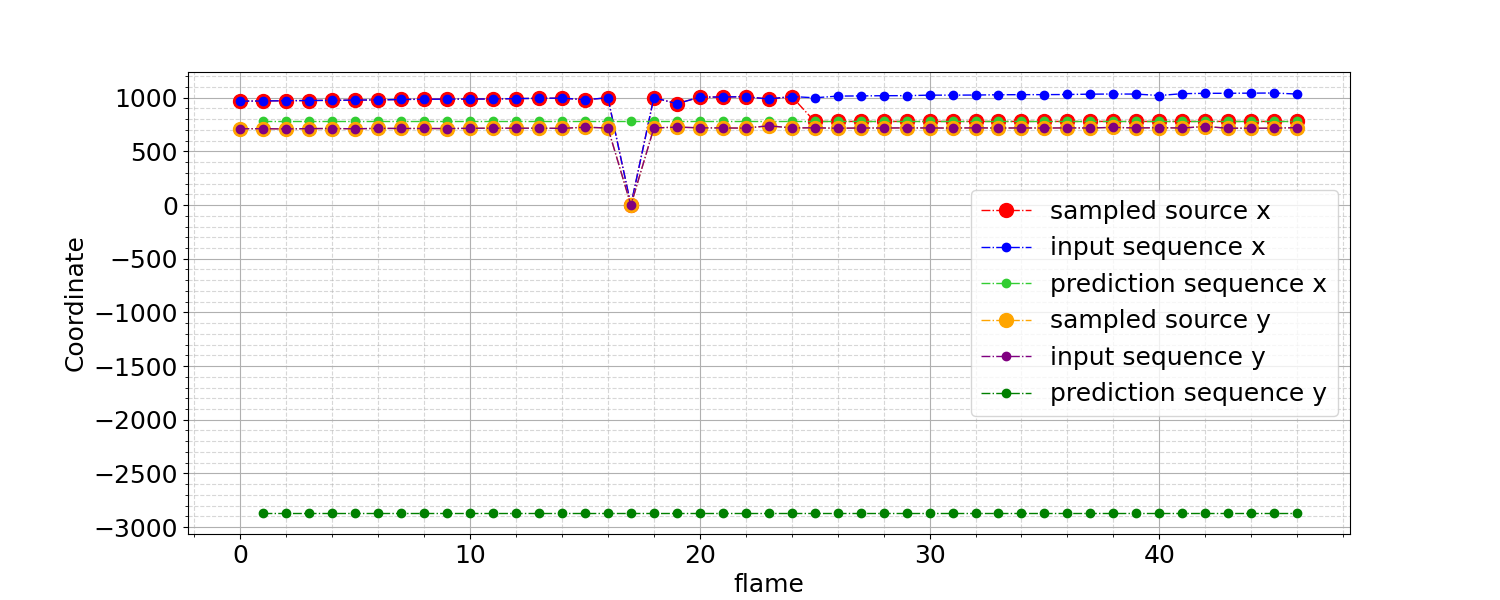 1000
500
0
−500
−1000
−1500
−2000
−2500
−3000
Coordinate
sampled source x
input sequence x
prediction sequence x
sampled source y
input sequence y
prediction sequence y
0 10 20 30 40
flame